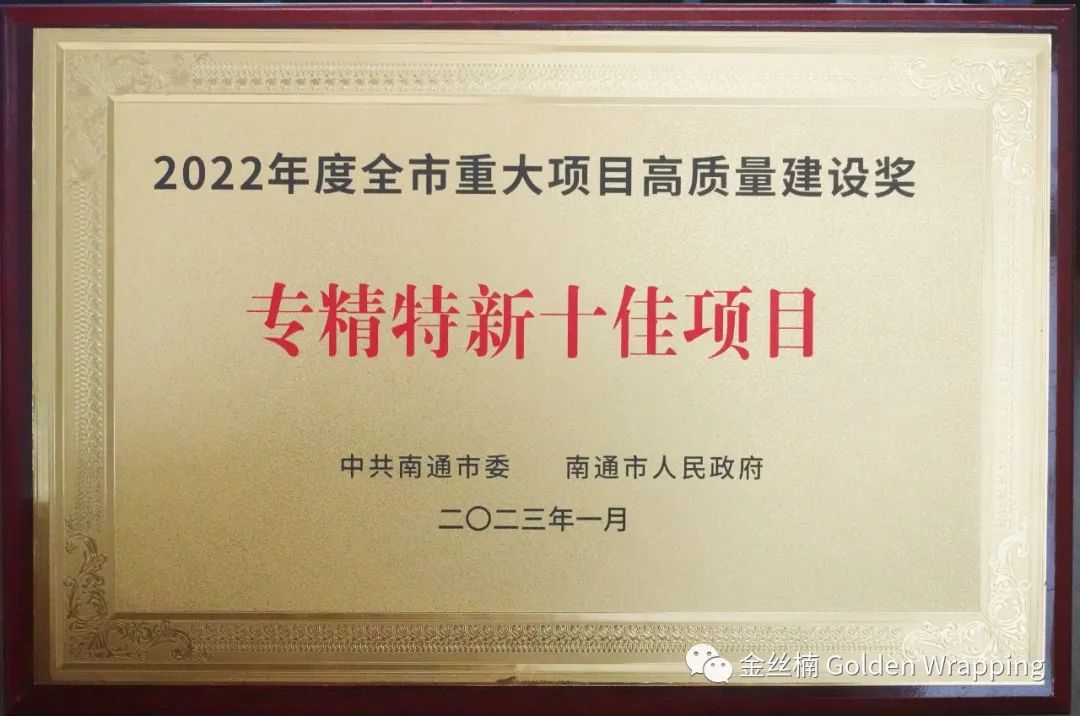 2022年度全市重大项目高质量建设奖
专精特新十佳项目
中共南通市委 南通市人民政府
二〇二三年一月
金丝楠 Golden Wrapping